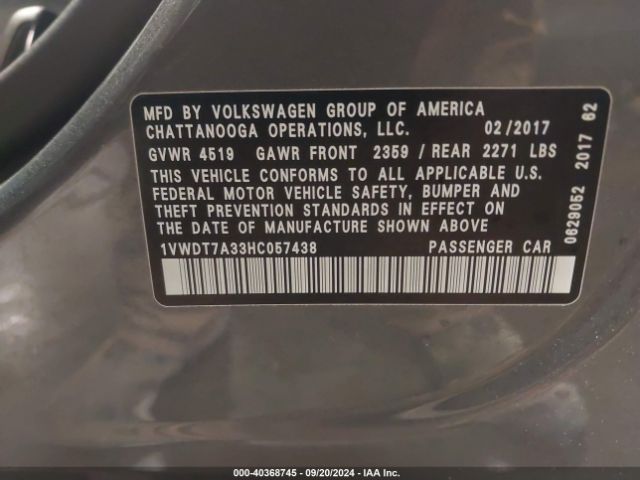 MFD BY VOLKSWAGEN GROUP OF AMERICA
CHATTANOOGA OPERATIONS, LLC. 02/2017
GVWR 4519 GAWR FRONT 2359 / REAR 2271 LBS
THIS VEHICLE CONFORMS TO ALL APPLICABLE U.S.
FEDERAL MOTOR VEHICLE SAFETY, BUMPER AND
THEFT PREVENTION STANDARDS IN EFFECT ON
THE DATE OF MANUFACTURE SHOWN ABOVE
1VWDT7A33HC057438 PASSENGER CAR
0629052 2017 62
000-40368745 - 09/20/2024 - IAA Inc.